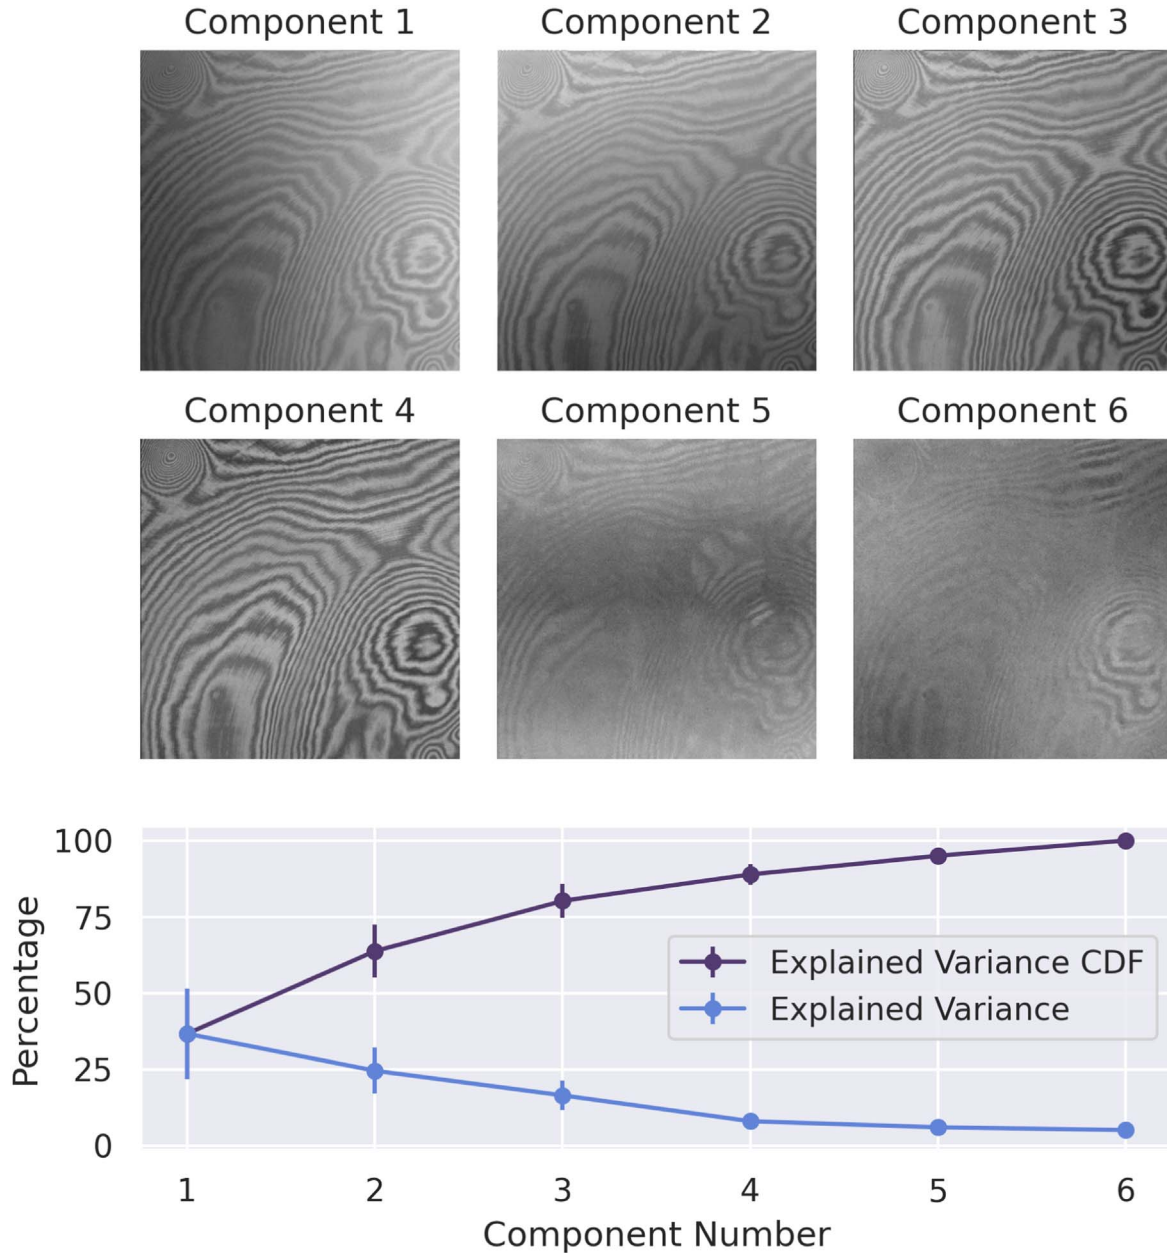 Component 1
Component 2
Component 3
Component 4
Component 5
Component 6
100
75
50
25
0
Percentage
Explained Variance CDF
Explained Variance
1
2
3
4
5
6
Component Number